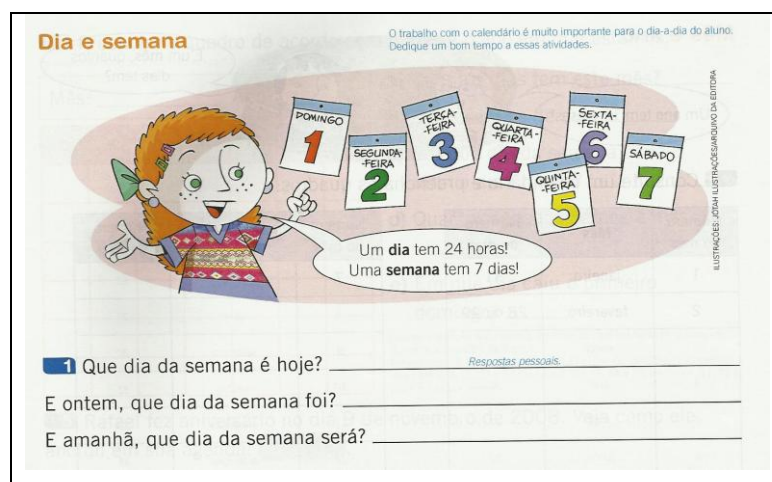 Dia e semana
O trabalho com o calendário é muito importante para o dia-a-dia do aluno.
Dedique um bom tempo a essas atividades.
DOMINGO
1
SEGUNDA-
-FEIRA
2
TERÇA-
-FEIRA
3
QUARTA-
-FEIRA
4
QUINTA-
-FEIRA
5
SEXTA-
-FEIRA
6
SÁBADO
7
ILUSTRAÇÕES: JÓTAH ILUSTRAÇÕES/ARQUIVO DA EDITORA
Um dia tem 24 horas!
Uma semana tem 7 dias!
1 Que dia da semana é hoje? Respostas pessoais.
E ontem, que dia da semana foi?
E amanhã, que dia da semana será?